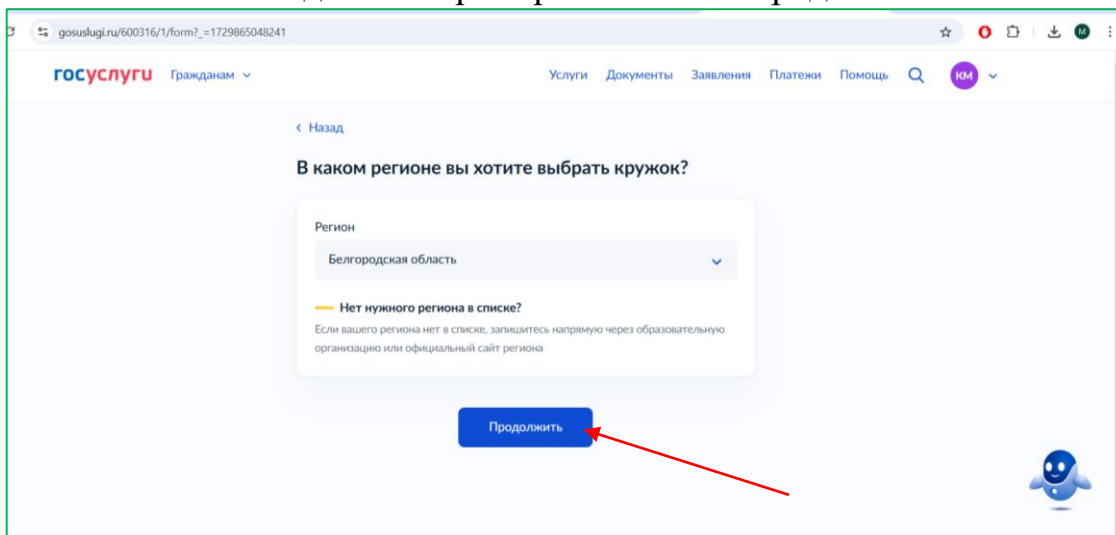 gosuslugi.ru/600316/1/form?_=1729865048241
M
госуслуги Гражданам Услуги Документы Заявления Платежи Помощь КМ
Назад
В каком регионе вы хотите выбрать кружок?
Регион
Белгородская область
Нет нужного региона в списке?
Если вашего региона нет в списке, запишитесь напрямую через образовательную
организацию или официальный сайт региона
Продолжить